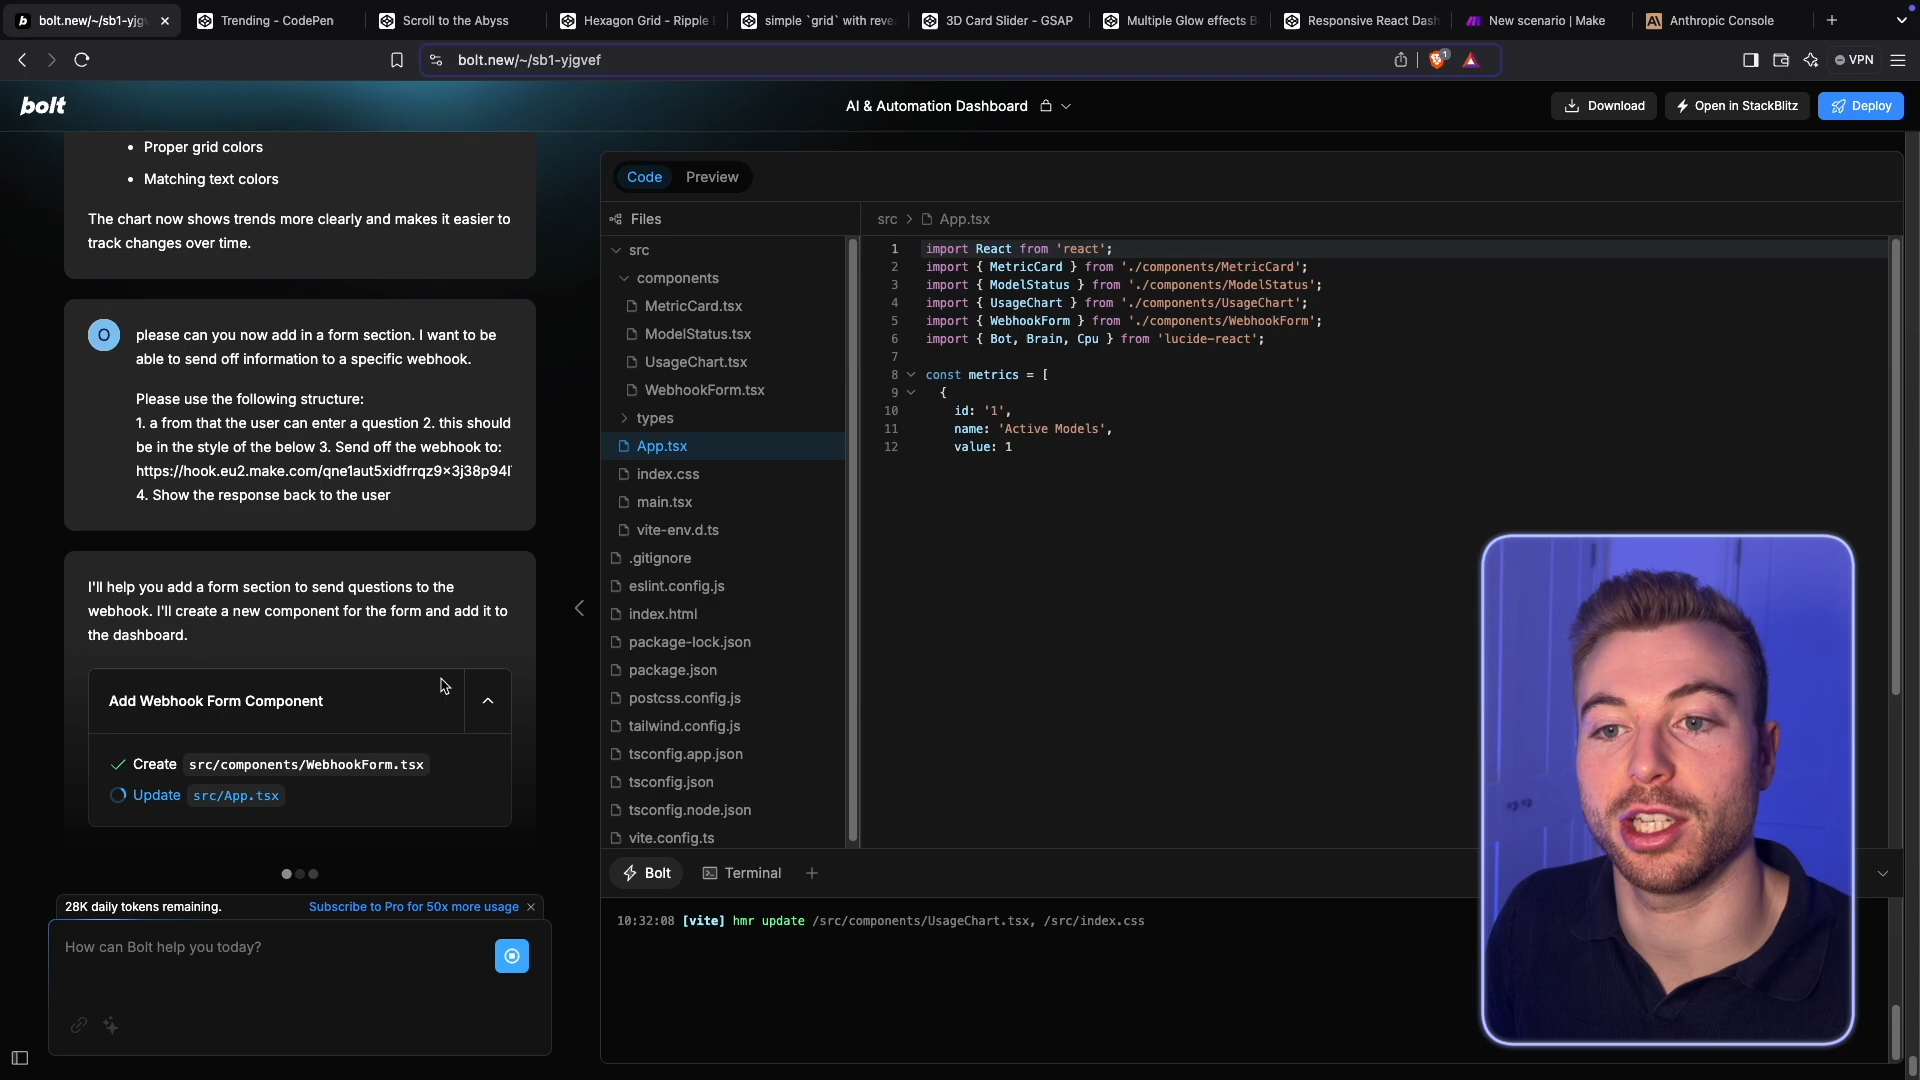 bolt.new/~/sb1-yjg
Trending - CodePen
Scroll to the Abyss
Hexagon Grid - Ripple
simple `grid` with reve
3D Card Slider - GSAP
Multiple Glow effects B
Responsive React Dash
New scenario | Make
Anthropic Console
bolt.new/~/sb1-yjgvef
1
VPN
bolt
AI & Automation Dashboard
Download
Open in StackBlitz
Deploy
• Proper grid colors
• Matching text colors
The chart now shows trends more clearly and makes it easier to
track changes over time.
O
please can you now add in a form section. I want to be
able to send off information to a specific webhook.
Please use the following structure:
1. a from that the user can enter a question 2. this should
be in the style of the below 3. Send off the webhook to:
https://hook.eu2.make.com/qne1aut5xidfrrqz9x3j38p94l
4. Show the response back to the user
I'll help you add a form section to send questions to the
webhook. I'll create a new component for the form and add it to
the dashboard.
Add Webhook Form Component
Create src/components/WebhookForm.tsx
Update src/App.tsx
28K daily tokens remaining.
Subscribe to Pro for 50x more usage
How can Bolt help you today?
Code
Preview
Files
src
components
MetricCard.tsx
ModelStatus.tsx
UsageChart.tsx
WebhookForm.tsx
types
App.tsx
index.css
main.tsx
vite-env.d.ts
.gitignore
eslint.config.js
index.html
package-lock.json
package.json
postcss.config.js
tailwind.config.js
tsconfig.app.json
tsconfig.json
tsconfig.node.json
vite.config.ts
src > App.tsx
1 import React from 'react';
2 import { MetricCard } from './components/MetricCard';
3 import { ModelStatus } from './components/ModelStatus';
4 import { UsageChart } from './components/UsageChart';
5 import { WebhookForm } from './components/WebhookForm';
6 import { Bot, Brain, Cpu } from 'lucide-react';
7
8 const metrics = [
9 {
10 id: '1',
11 name: 'Active Models',
12 value: 1
Bolt
Terminal
10:32:08 [vite] hmr update /src/components/UsageChart.tsx, /src/index.css